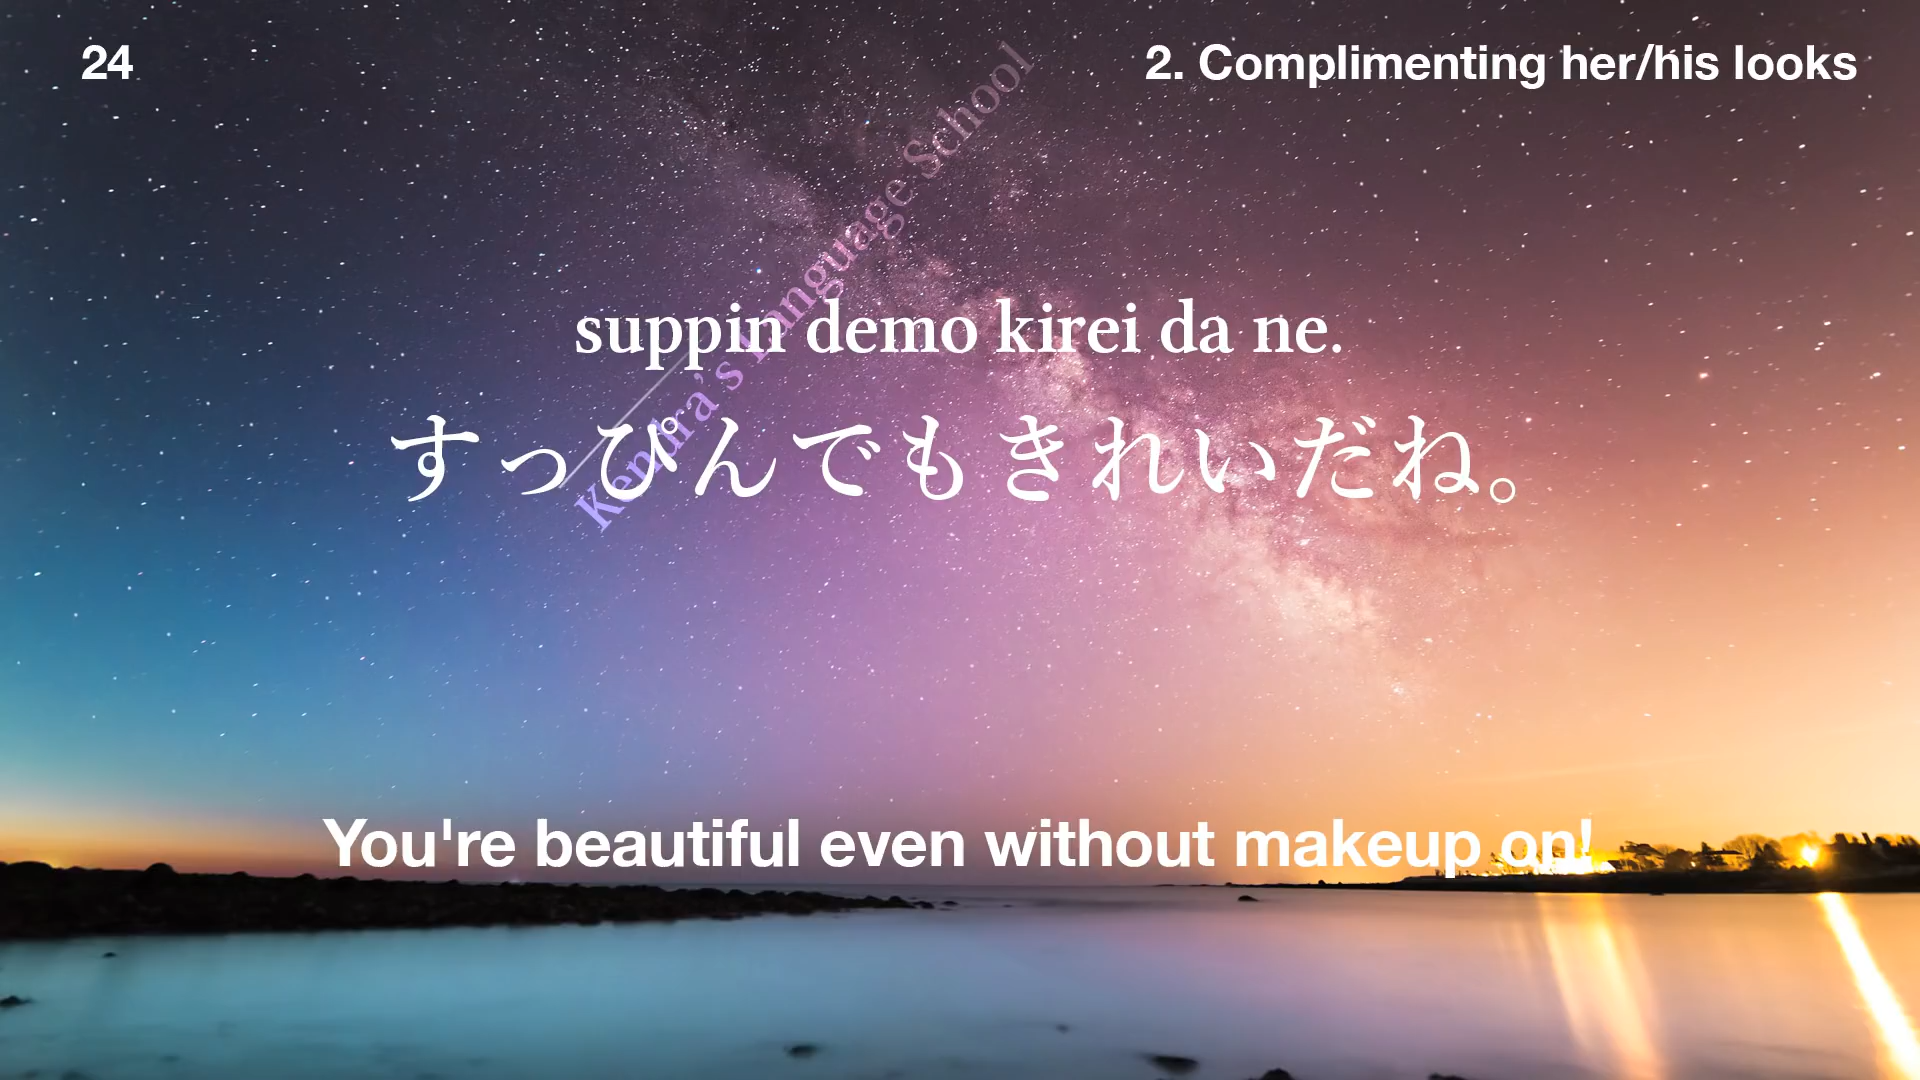 24
2. Complimenting her/his looks
Kendra's Language School
suppin demo kirei da ne.
すっぴんでもきれいだね。
You're beautiful even without makeup on!